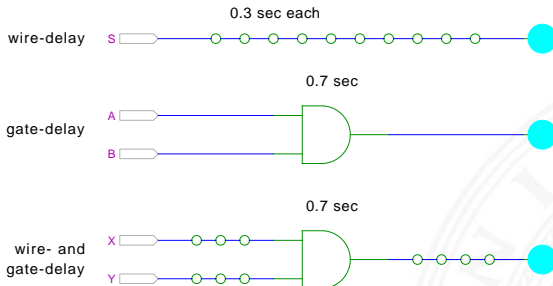 0.3 sec each
wire-delay S
0.7 sec
A
gate-delay
B
0.7 sec
X
wire- and
gate-delay
Y